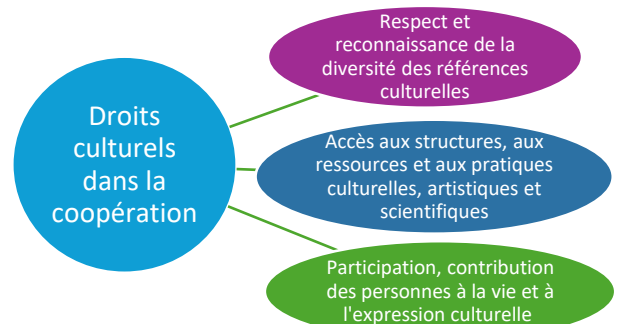 Droits
culturels
dans la
coopération
Respect et
reconnaissance de la
diversité des références
culturelles
Accès aux structures, aux
ressources et aux pratiques
culturelles, artistiques et
scientifiques
Participation, contribution
des personnes à la vie et à
l'expression culturelle